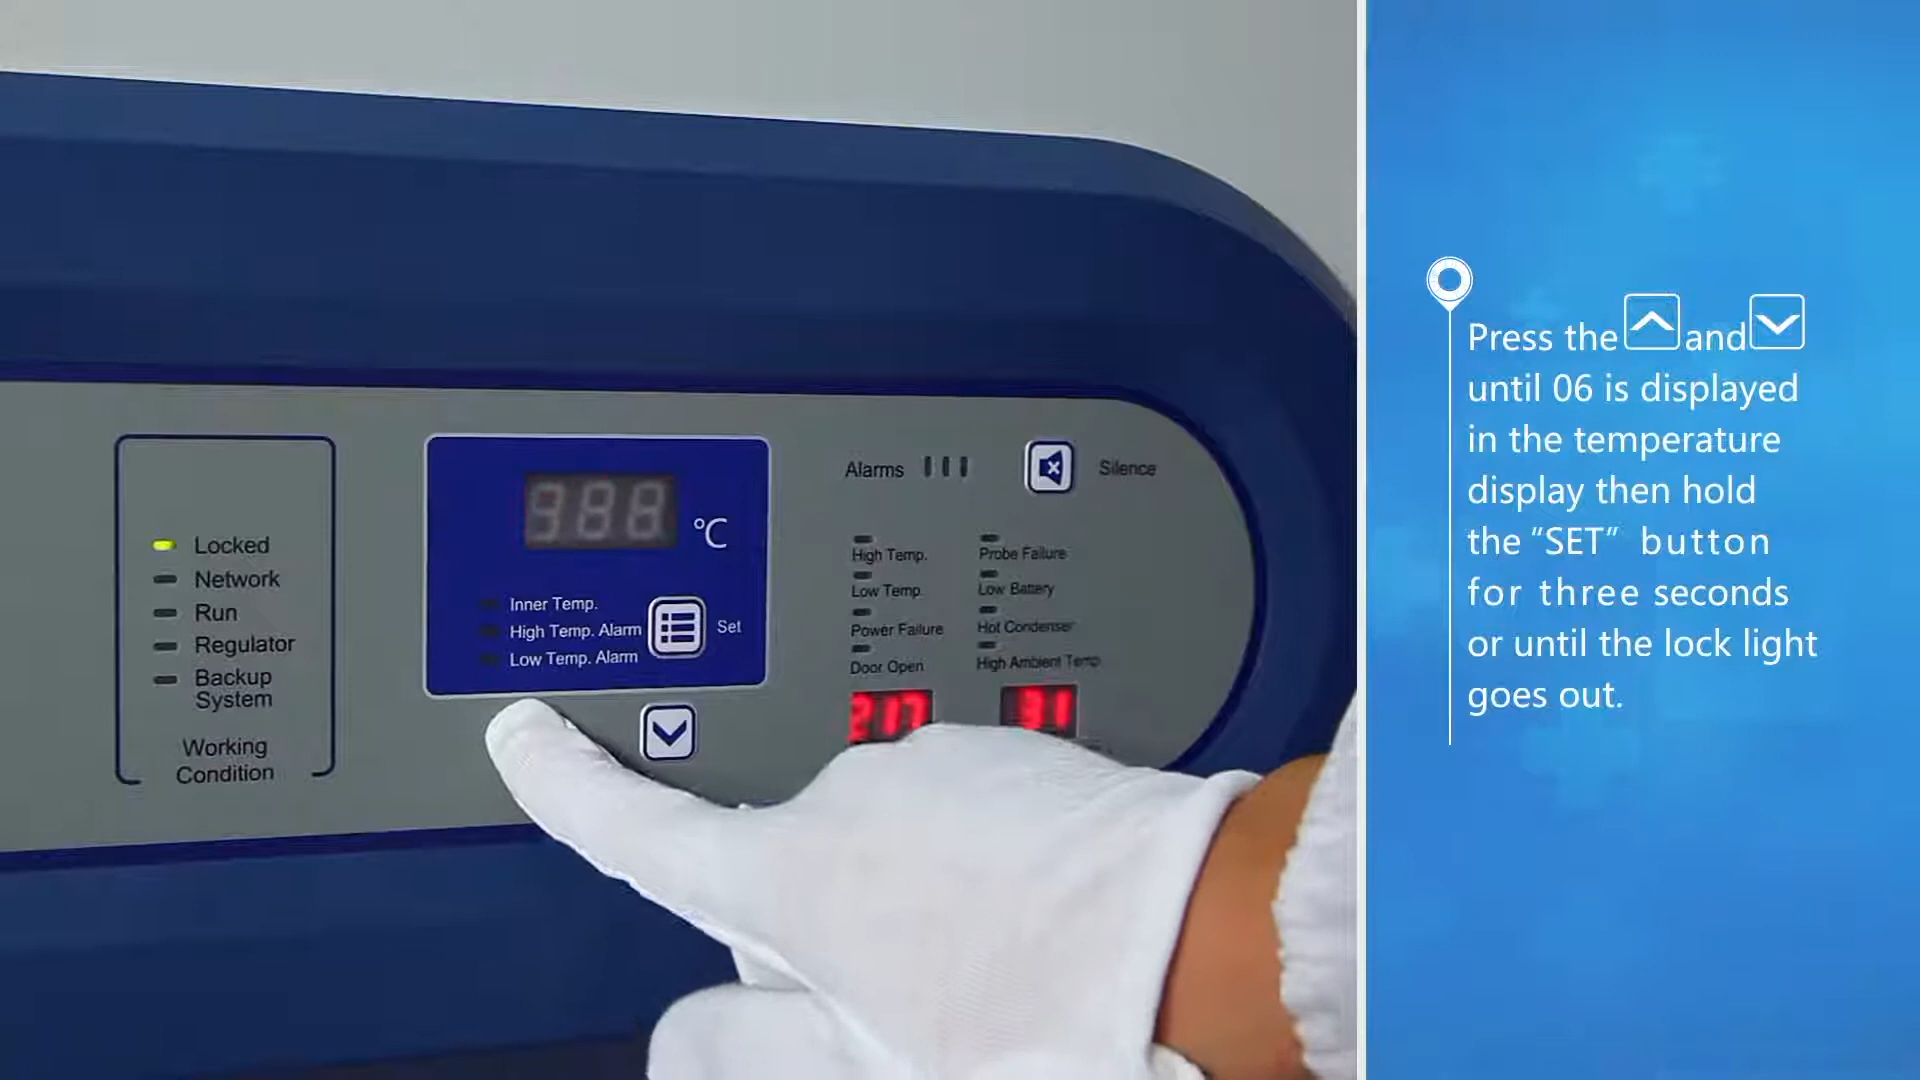 Locked
Network
Run
Regulator
Backup
System
Working
Condition
°C
Inner Temp.
High Temp. Alarm
Low Temp. Alarm
Set
Alarms
Silence
High Temp.
Low Temp.
Power Failure
Door Open
Probe Failure
Low Battery
Hot Condenser
High Ambient Temp.
217
31
Press the and
until 06 is displayed
in the temperature
display then hold
the “SET” button
for three seconds
or until the lock light
goes out.